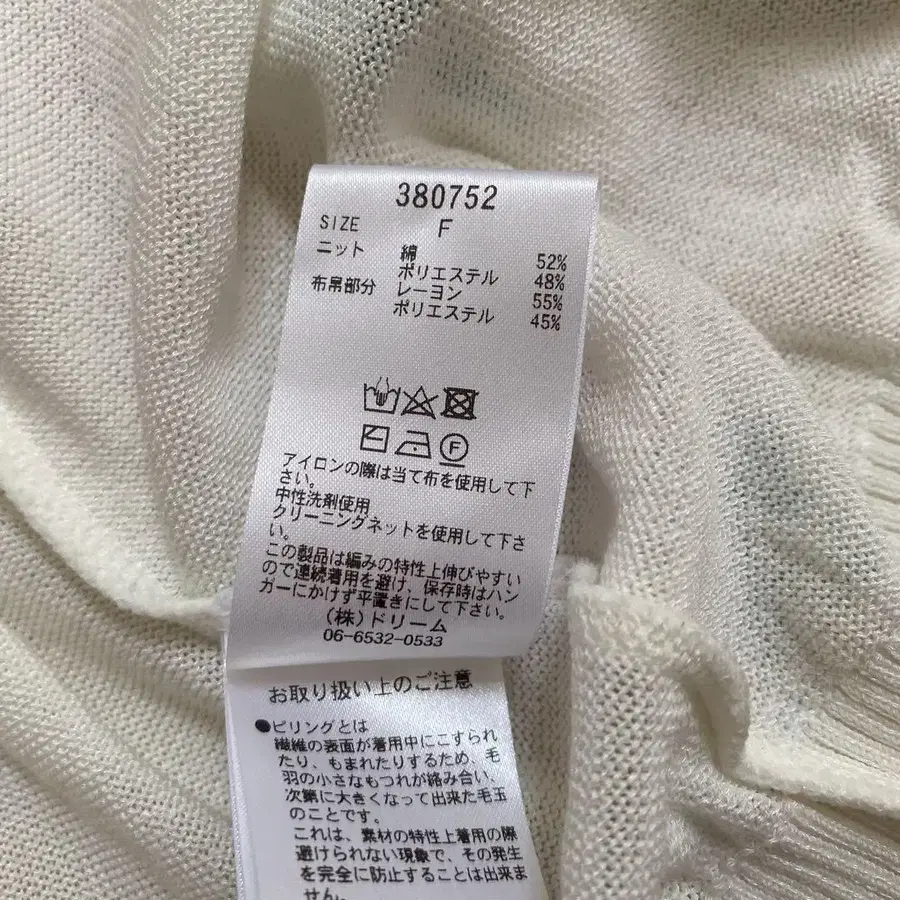 380752
SIZE F
ニット 綿 52%
ポリエステル 48%
布帛部分 レーヨン 55%
ポリエステル 45%
F
アイロンの際は当て布を使用して下
さい。
中性洗剤使用
クリーニングネットを使用して下さ
い。
この製品は編みの特性上伸びやすい
ので連続着用を避け、保存時はハン
ガーにかけず平置きにして下さい。
(株)ドリーム
06-6532-0533
お取り扱い上のご注意
●ピリングとは
繊維の表面が着用中にこすられ
たり、もまれたりするため、毛
羽の小さなもつれが絡み合い、
次第に大きくなって出来た毛玉
のことです。
これは、素材の特性上着用の際
避けられない現象で、その発生
を完全に防止することは出来ま
せん。